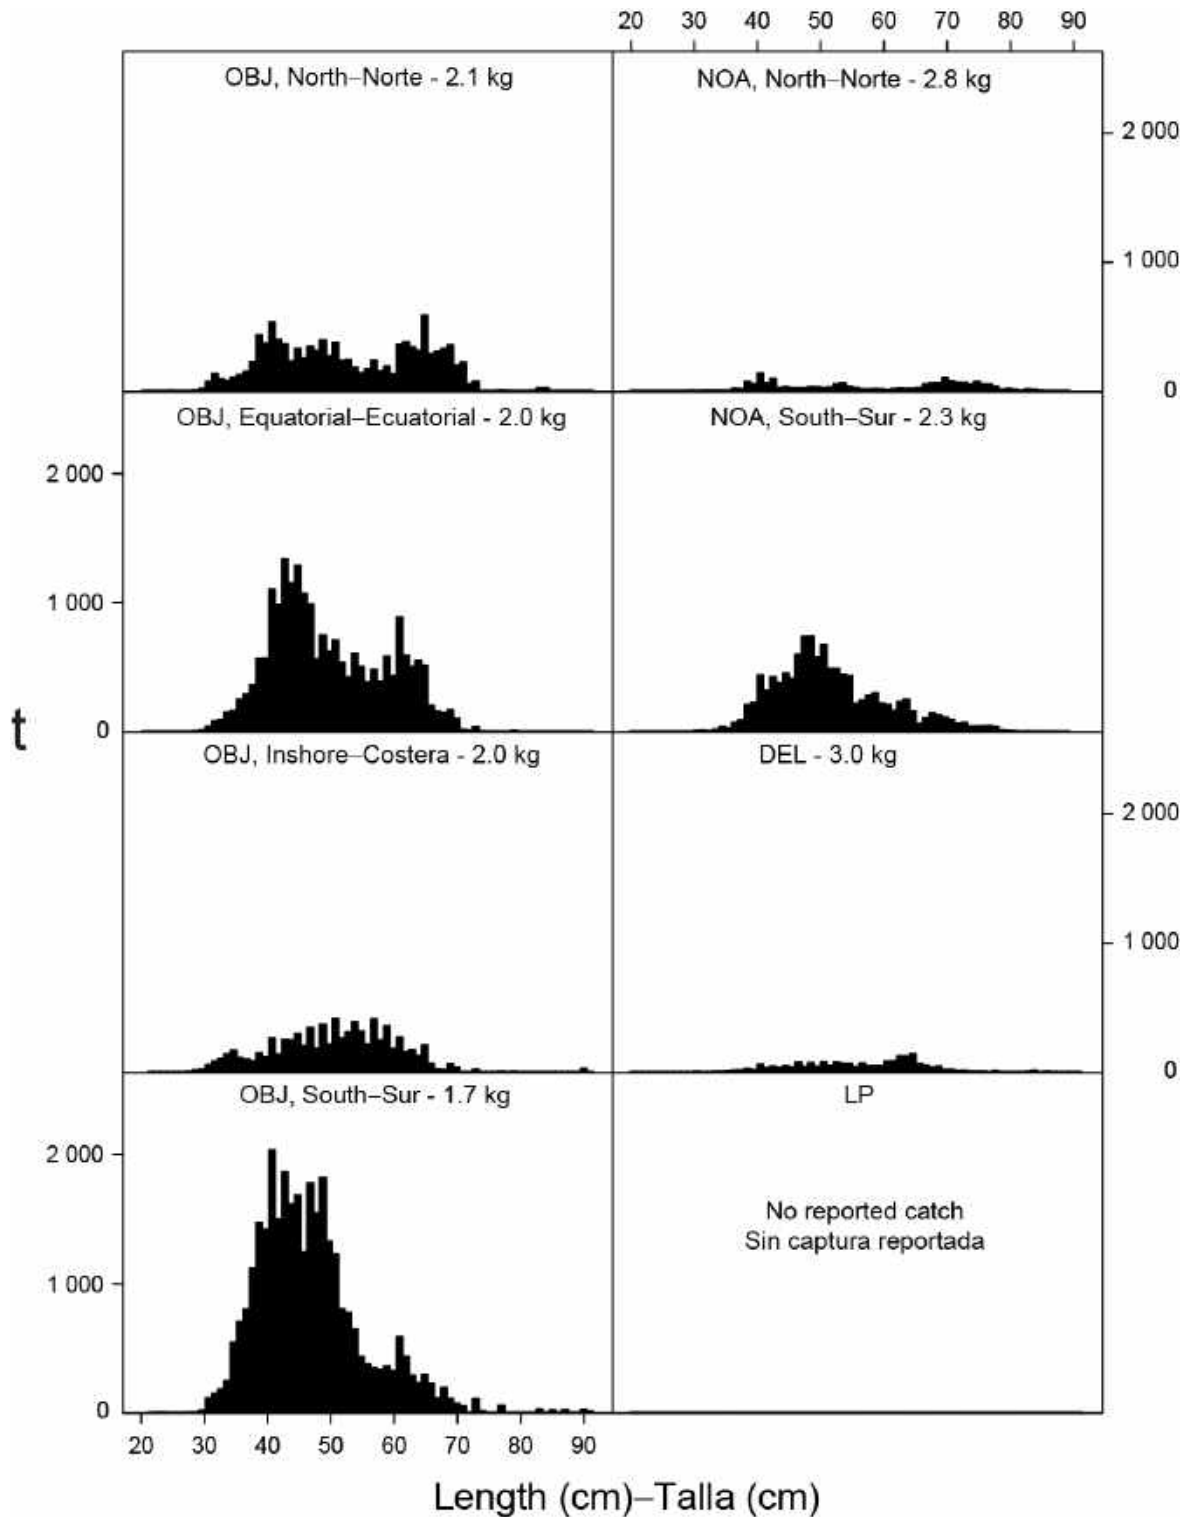 20 30 40 50 60 70 80 90
OBJ, North–Norte - 2.1 kg
NOA, North–Norte - 2.8 kg
2 000
1 000
0
OBJ, Equatorial–Ecuatorial - 2.0 kg
NOA, South–Sur - 2.3 kg
2 000
1 000
0
t
OBJ, Inshore–Costera - 2.0 kg
DEL - 3.0 kg
2 000
1 000
0
OBJ, South–Sur - 1.7 kg
LP
2 000
1 000
0
No reported catch
Sin captura reportada
20 30 40 50 60 70 80 90
Length (cm)–Talla (cm)